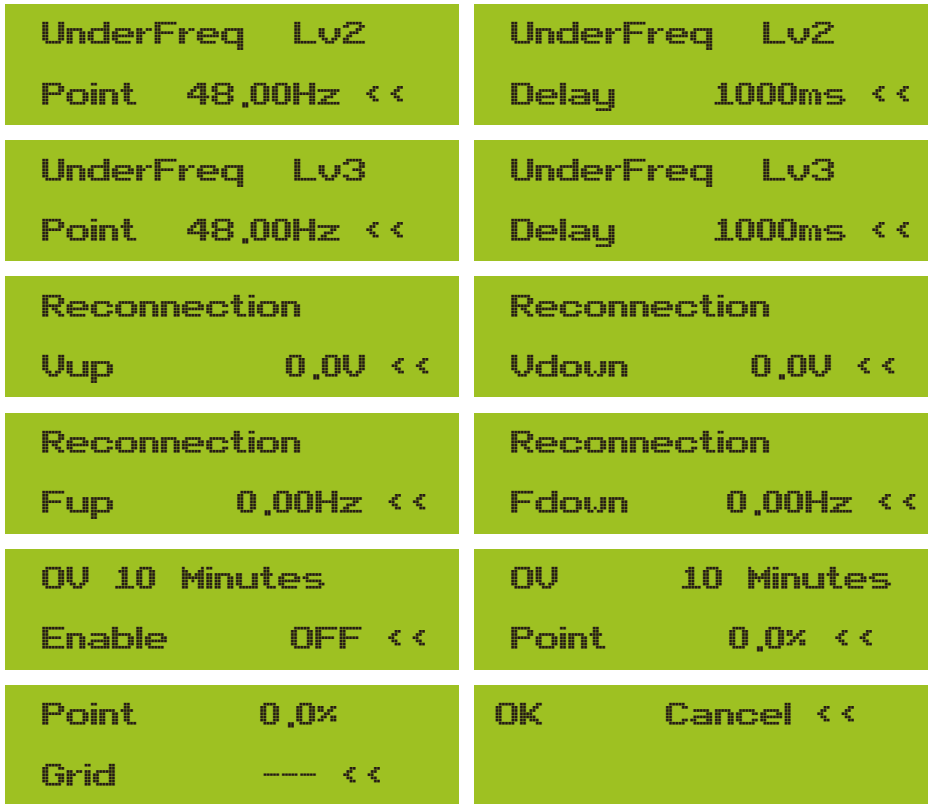 UnderFreq Lv2
Point 48.00Hz <<
UnderFreq Lv2
Delay 1000ms <<
UnderFreq Lv3
Point 48.00Hz <<
UnderFreq Lv3
Delay 1000ms <<
Reconnection
Vup 0.0V <<
Reconnection
Vdown 0.0V <<
Reconnection
Fup 0.00Hz <<
Reconnection
Fdown 0.00Hz <<
OV 10 Minutes
Enable OFF <<
OV 10 Minutes
Point 0.0% <<
Point 0.0%
Grid --- <<
OK Cancel <<